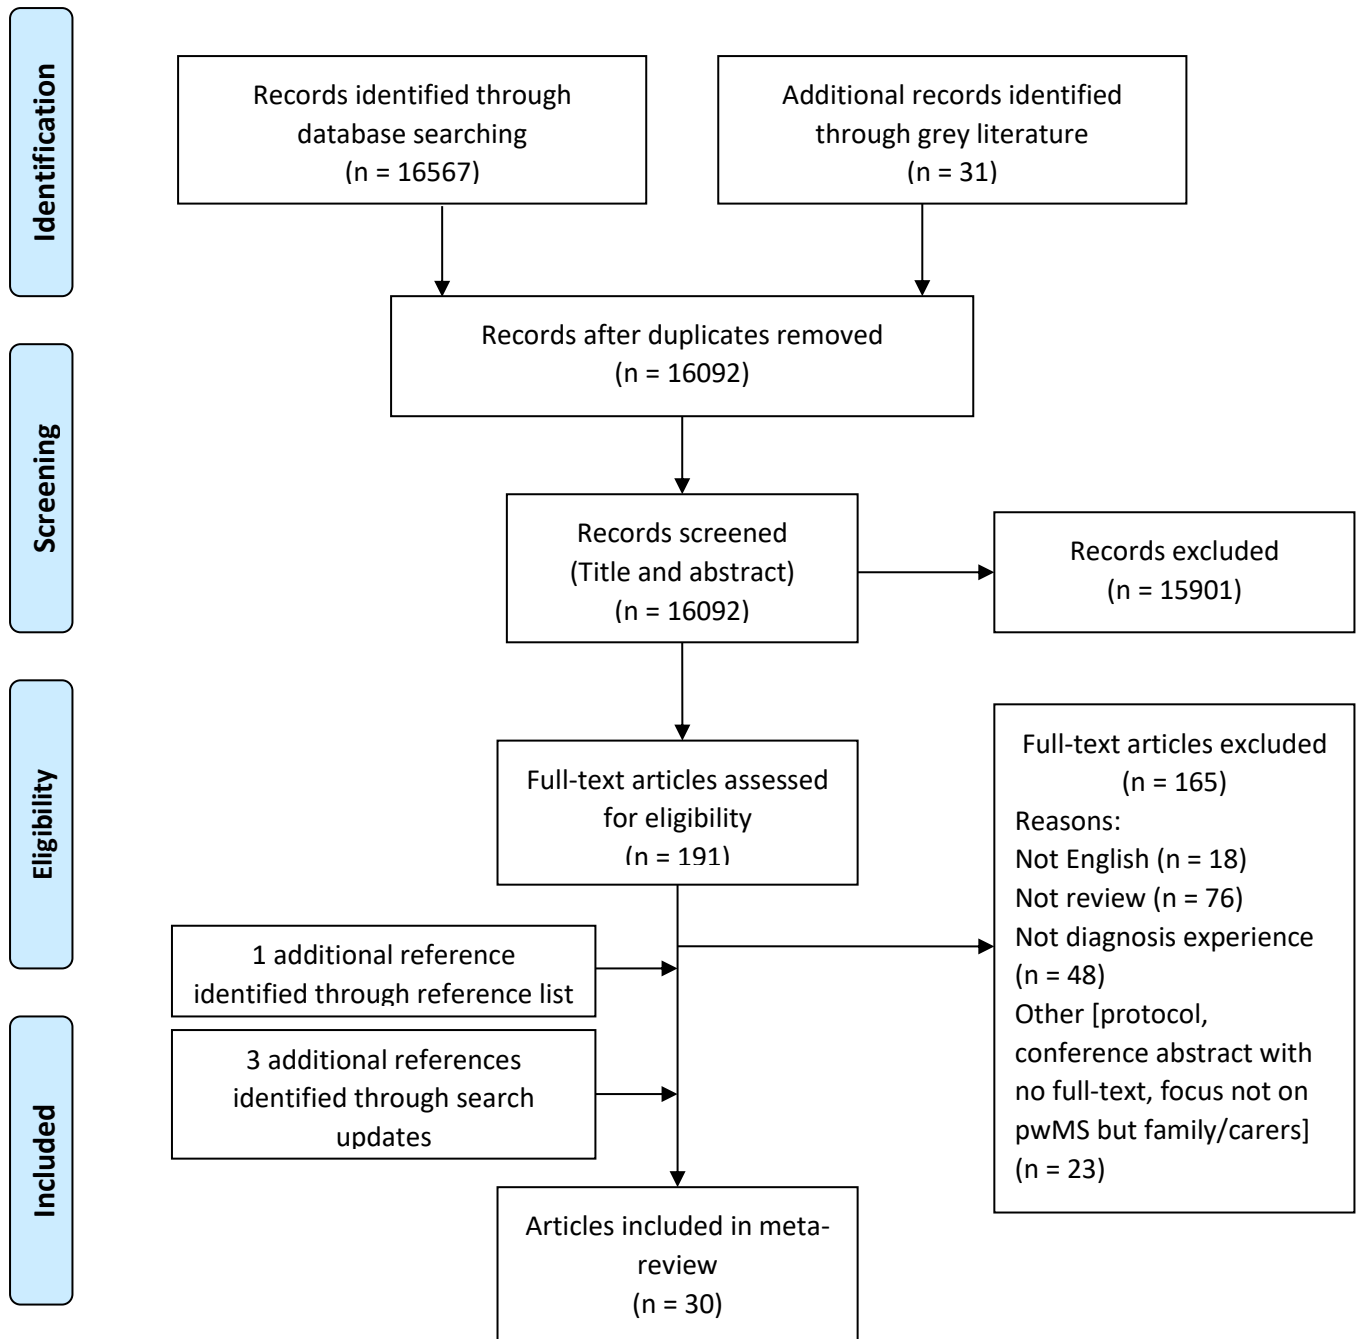 Identification
Records identified through
database searching
(n = 16567)
Additional records identified
through grey literature
(n = 31)
Records after duplicates removed
(n = 16092)
Screening
Records screened
(Title and abstract)
(n = 16092)
Records excluded
(n = 15901)
Eligibility
Full-text articles assessed
for eligibility
(n = 191)
Full-text articles excluded
(n = 165)
Reasons:
Not English (n = 18)
Not review (n = 76)
Not diagnosis experience
(n = 48)
Other [protocol,
conference abstract with
no full-text, focus not on
pwMS but family/carers]
(n = 23)
1 additional reference
identified through reference list
3 additional references
identified through search
updates
Included
Articles included in meta-
review
(n = 30)